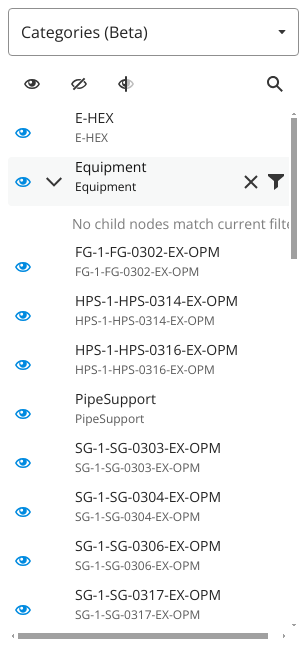 Categories (Beta)
E-HEX
E-HEX
Equipment
Equipment
No child nodes match current filte
FG-1-FG-0302-EX-OPM
FG-1-FG-0302-EX-OPM
HPS-1-HPS-0314-EX-OPM
HPS-1-HPS-0314-EX-OPM
HPS-1-HPS-0316-EX-OPM
HPS-1-HPS-0316-EX-OPM
PipeSupport
PipeSupport
SG-1-SG-0303-EX-OPM
SG-1-SG-0303-EX-OPM
SG-1-SG-0304-EX-OPM
SG-1-SG-0304-EX-OPM
SG-1-SG-0306-EX-OPM
SG-1-SG-0306-EX-OPM
SG-1-SG-0317-EX-OPM
SG-1-SG-0317-EX-OPM